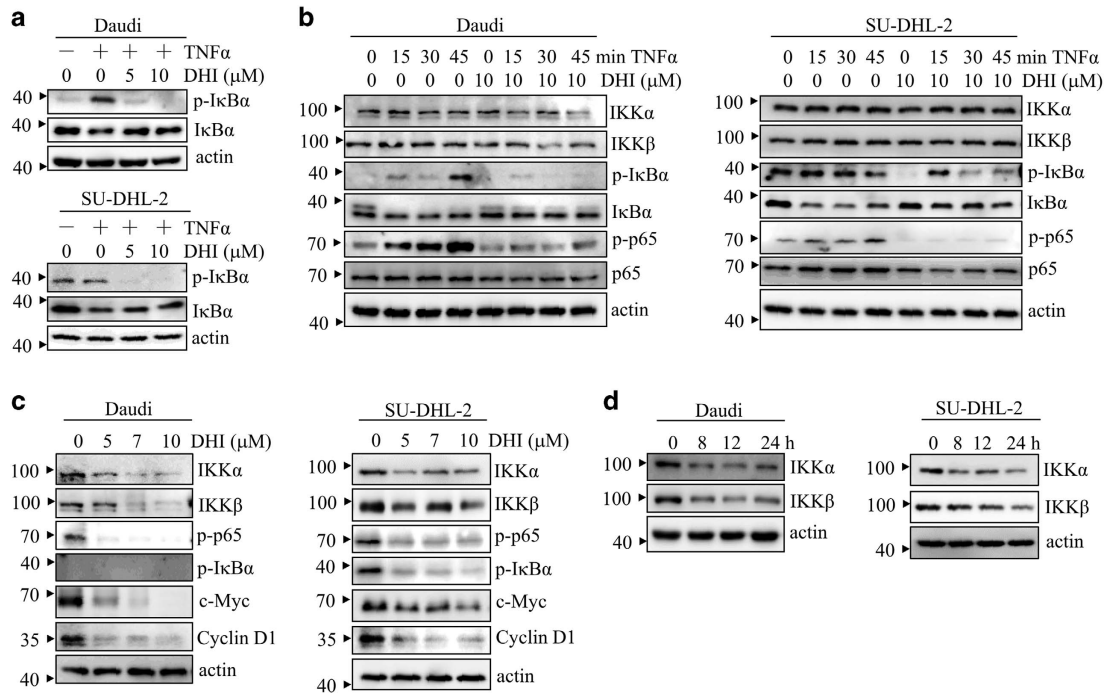 a
Daudi
— + + + TNFα
0 0 5 10 DHI (μM)
40 p-IκBα
40 IκBα
40 actin
SU-DHL-2
— + + + TNFα
0 0 5 10 DHI (μM)
40 p-IκBα
40 IκBα
40 actin
b
Daudi
0 15 30 45 0 15 30 45 min TNFα
0 0 0 0 10 10 10 10 DHI (μM)
100 IKKα
100 IKKβ
40 p-IκBα
40 IκBα
70 p-p65
70 p65
40 actin
SU-DHL-2
0 15 30 45 0 15 30 45 min TNFα
0 0 0 0 10 10 10 10 DHI (μM)
100 IKKα
100 IKKβ
40 p-IκBα
40 IκBα
70 p-p65
70 p65
40 actin
c
Daudi
0 5 7 10 DHI (μM)
100 IKKα
100 IKKβ
70 p-p65
40 p-IκBα
70 c-Myc
35 Cyclin D1
40 actin
SU-DHL-2
0 5 7 10 DHI (μM)
100 IKKα
100 IKKβ
70 p-p65
40 p-IκBα
70 c-Myc
35 Cyclin D1
40 actin
d
Daudi
0 8 12 24 h
100 IKKα
100 IKKβ
40 actin
SU-DHL-2
0 8 12 24 h
100 IKKα
100 IKKβ
40 actin